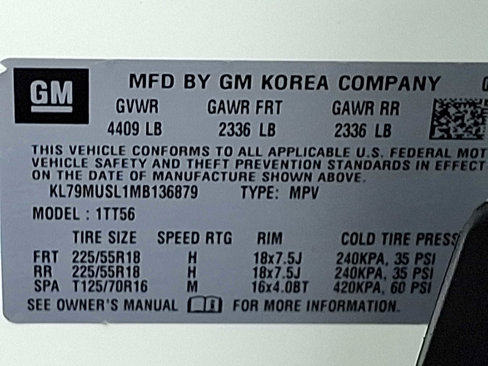 GM
MFD BY GM KOREA COMPANY
GVWR GAWR FRT GAWR RR
4409 LB 2336 LB 2336 LB
THIS VEHICLE CONFORMS TO ALL APPLICABLE U.S. FEDERAL MOT
VEHICLE SAFETY AND THEFT PREVENTION STANDARDS IN EFFECT
ON THE DATE OF MANUFACTURE SHOWN ABOVE.
KL79MUSL1MB136879 TYPE: MPV
MODEL : 1TT56
TIRE SIZE SPEED RTG RIM COLD TIRE PRESS
FRT 225/55R18 H 18x7.5J 240KPA, 35 PSI
RR 225/55R18 H 18x7.5J 240KPA, 35 PSI
SPA T125/70R16 M 16x4.0BT 420KPA, 60 PSI
SEE OWNER'S MANUAL FOR MORE INFORMATION.